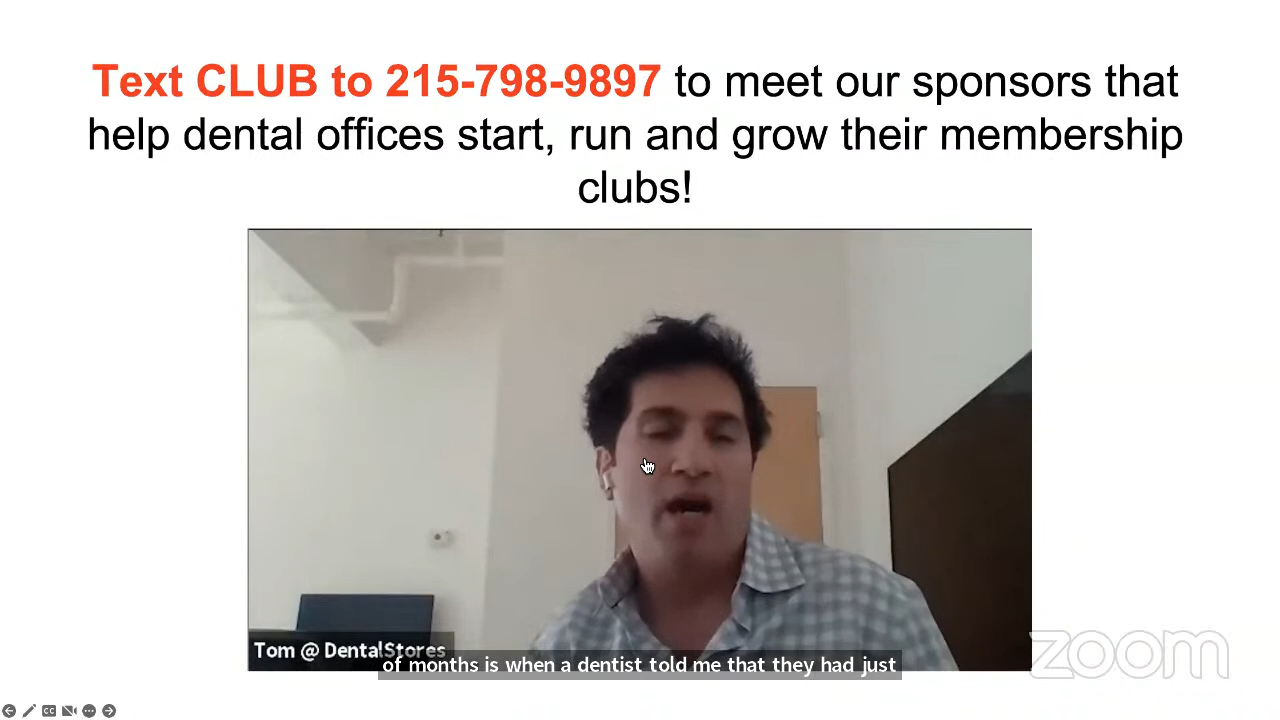 Text CLUB to 215-798-9897 to meet our sponsors that
help dental offices start, run and grow their membership
clubs!
Tom @ DentalStores
of months is when a dentist told me that they had just
zoom
CC